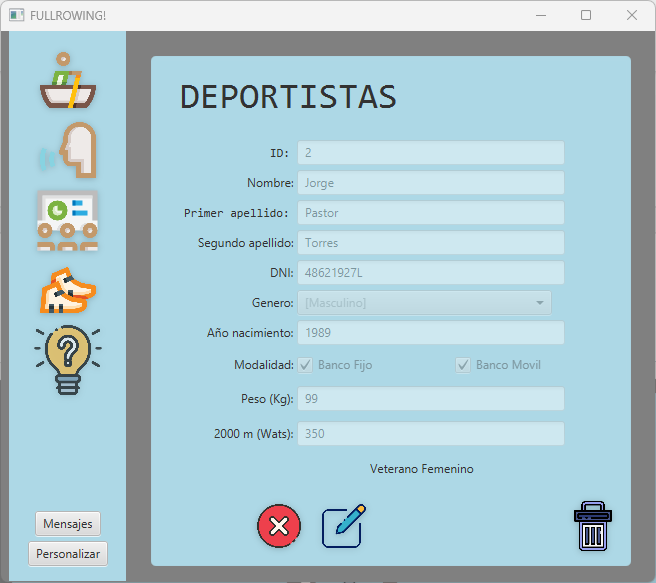 FULLROWING!
DEPORTISTAS
ID: 2
Nombre: Jorge
Primer apellido: Pastor
Segundo apellido: Torres
DNI: 48621927L
Genero: [Masculino]
Año nacimiento: 1989
Modalidad: Banco Fijo Banco Movil
Peso (Kg): 99
2000 m (Wats): 350
Veterano Femenino
Mensajes
Personalizar